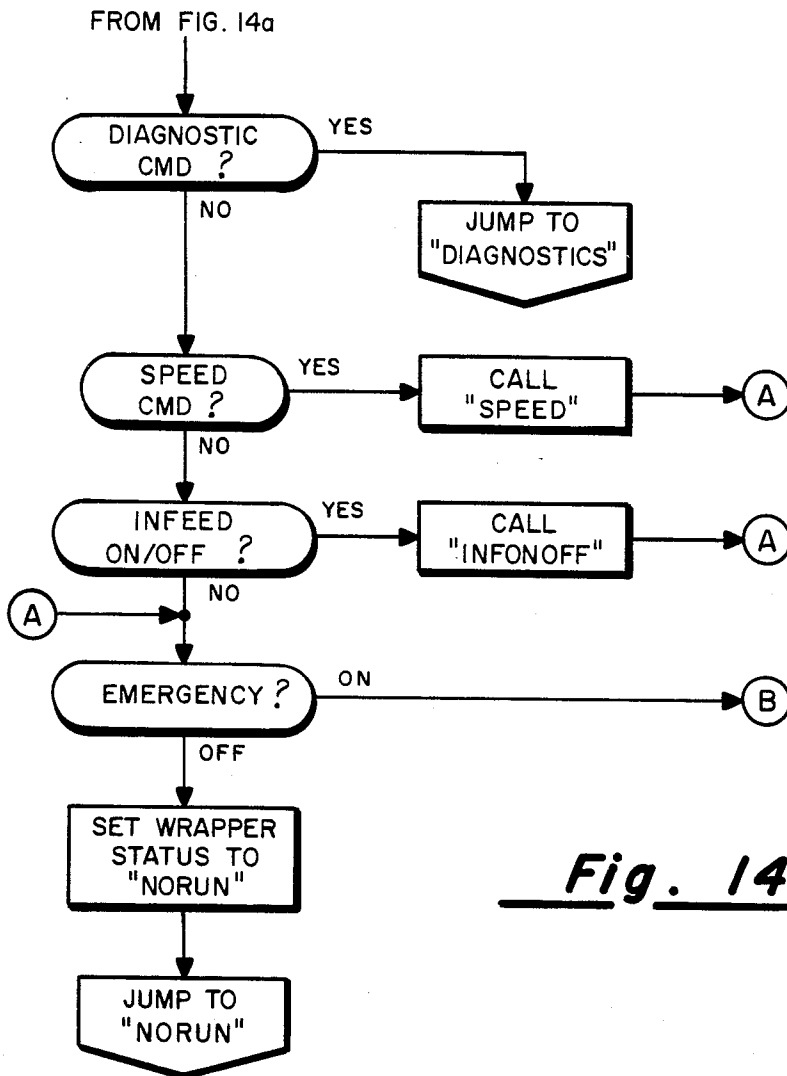 FROM FIG. 14a
DIAGNOSTIC
CMD ?
YES
NO
JUMP TO
"DIAGNOSTICS"
SPEED
CMD ?
YES
NO
CALL
"SPEED"
A
INFEED
ON/OFF ?
YES
NO
CALL
"INFONOFF"
A
A
EMERGENCY ?
ON
OFF
B
SET WRAPPER
STATUS TO
"NORUN"
Fig. 14
JUMP TO
"NORUN"